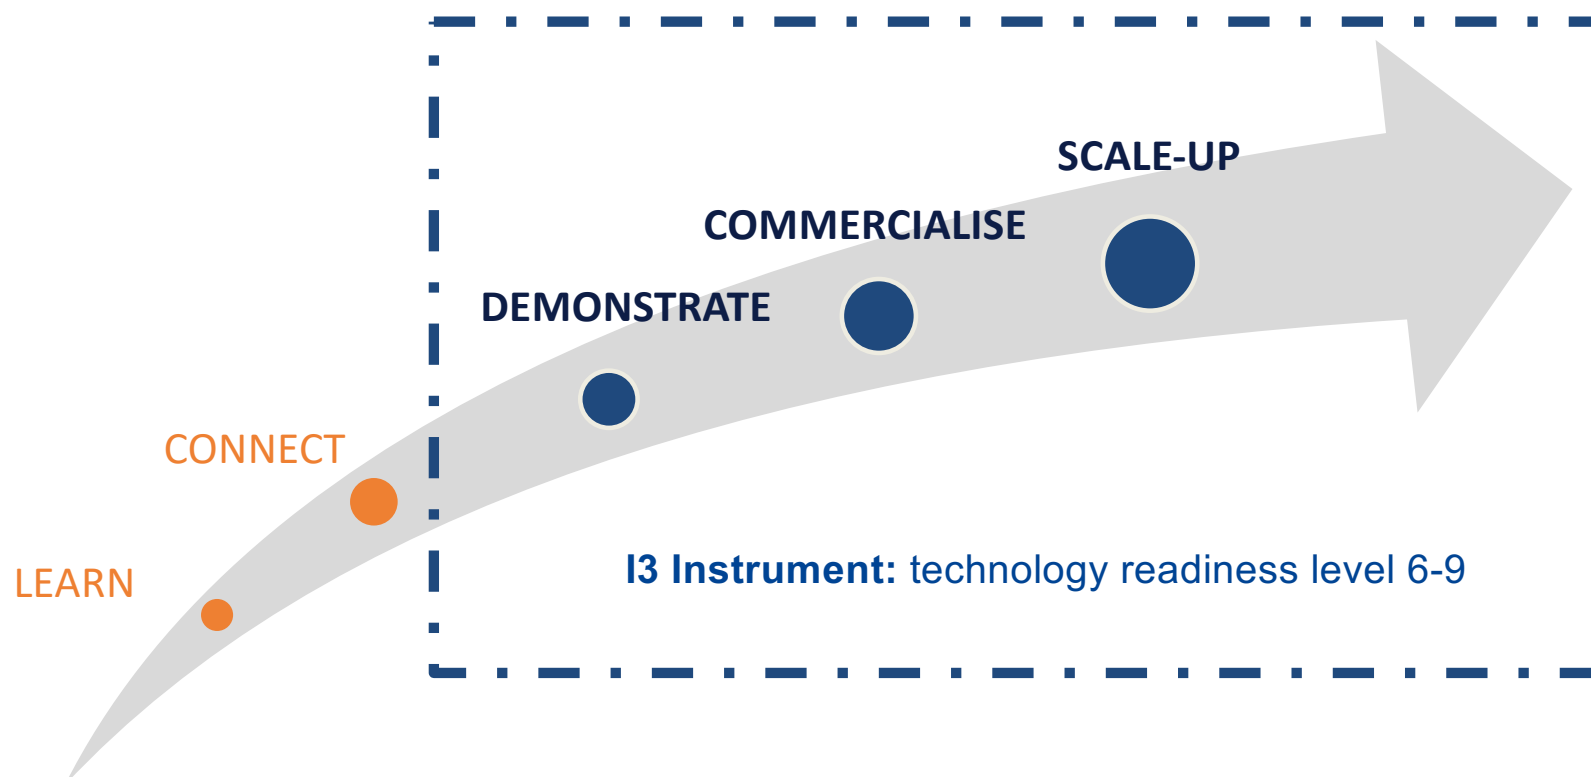 SCALE-UP
COMMERCIALISE
DEMONSTRATE
CONNECT
LEARN
I3 Instrument: technology readiness level 6-9